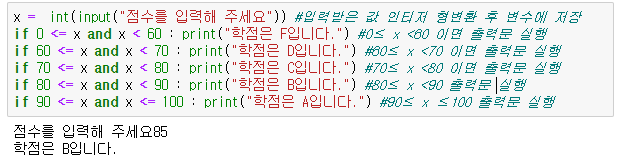 x =  int(input("점수를 입력해 주세요")) #입력받은 값 인티저 형변환 후 변수에 저장
if 0 <= x and x < 60 : print("학점은 F입니다.") #0≤ x <60 이면 출력문 실행
if 60 <= x and x < 70 : print("학점은 D입니다.") #60≤ x <70 이면 출력문 실행
if 70 <= x and x < 80 : print("학점은 C입니다.") #70≤ x <80 이면 출력문 실행
if 80 <= x and x < 90 : print("학점은 B입니다.") #80≤ x <90 출력문 실행
if 90 <= x and x <= 100 : print("학점은 A입니다.") #90≤ x ≤100 출력문 실행
점수를 입력해 주세요85
학점은 B입니다.